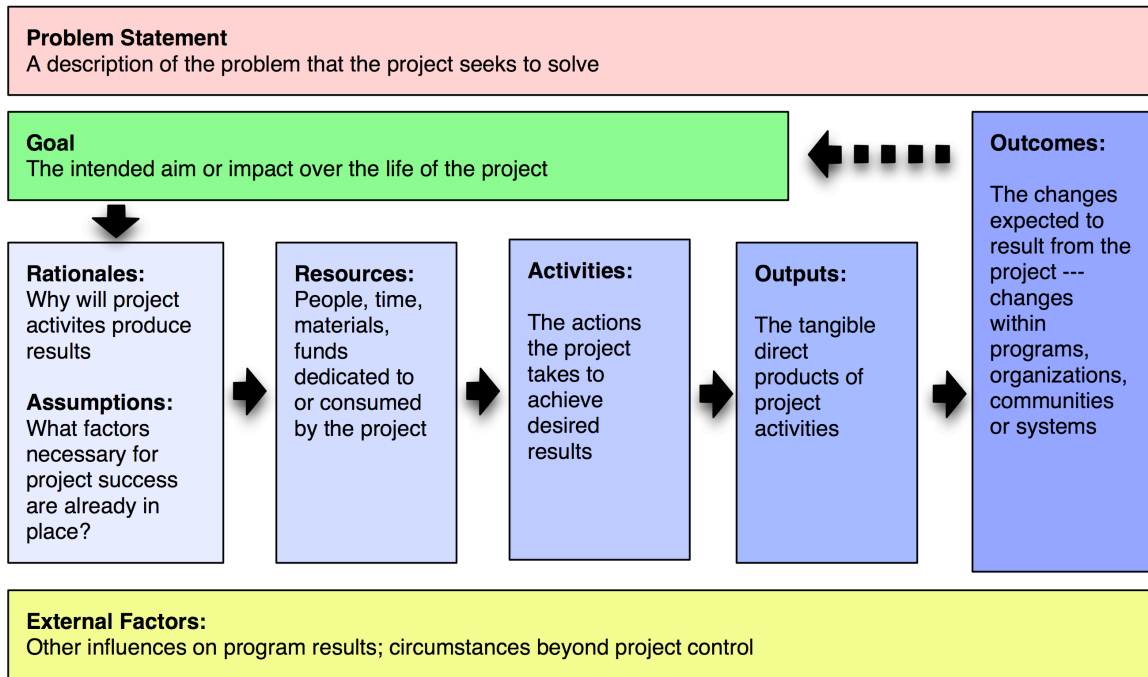 Problem Statement
A description of the problem that the project seeks to solve
Goal
The intended aim or impact over the life of the project
Rationales:
Why will project
activites produce
results
Assumptions:
What factors
necessary for
project success
are already in
place?
Resources:
People, time,
materials,
funds
dedicated to
or consumed
by the project
Activities:
The actions
the project
takes to
achieve
desired
results
Outputs:
The tangible
direct
products of
project
activities
Outcomes:
The changes
expected to
result from the
project ---
changes
within
programs,
organizations,
communities
or systems
External Factors:
Other influences on program results; circumstances beyond project control